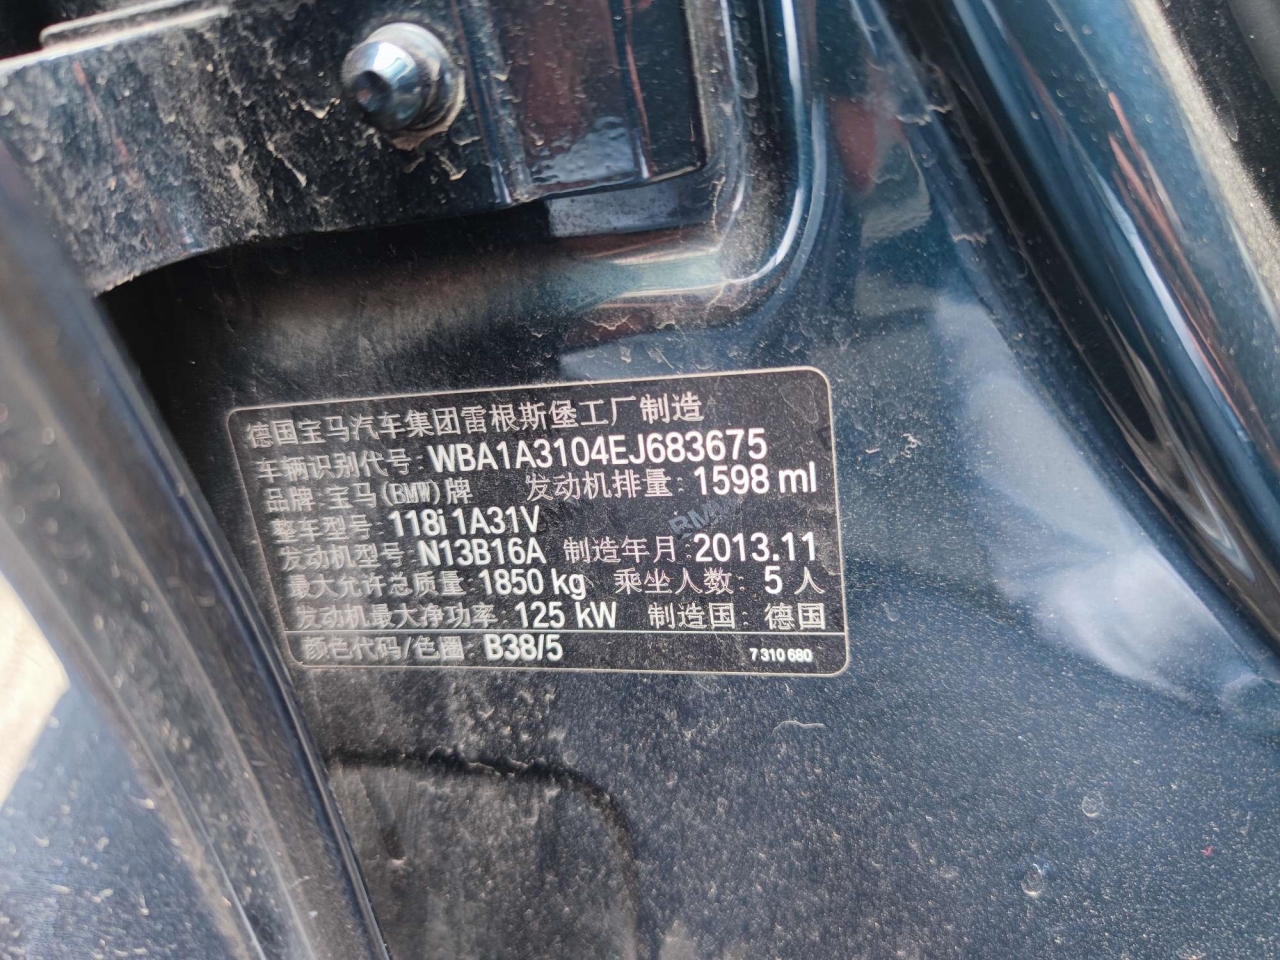 德国宝马汽车集团雷根斯堡工厂制造
车辆识别代号: WBA1A3104EJ683675
品牌: 宝马(BMW)牌 发动机排量: 1598 ml
整车型号: 118i 1A31V
发动机型号: N13B16A 制造年月: 2013.11
最大允许总质量: 1850 kg 乘坐人数: 5 人
发动机最大净功率: 125 kW 制造国: 德国
颜色代码/色圈: B38/5 7 310 680